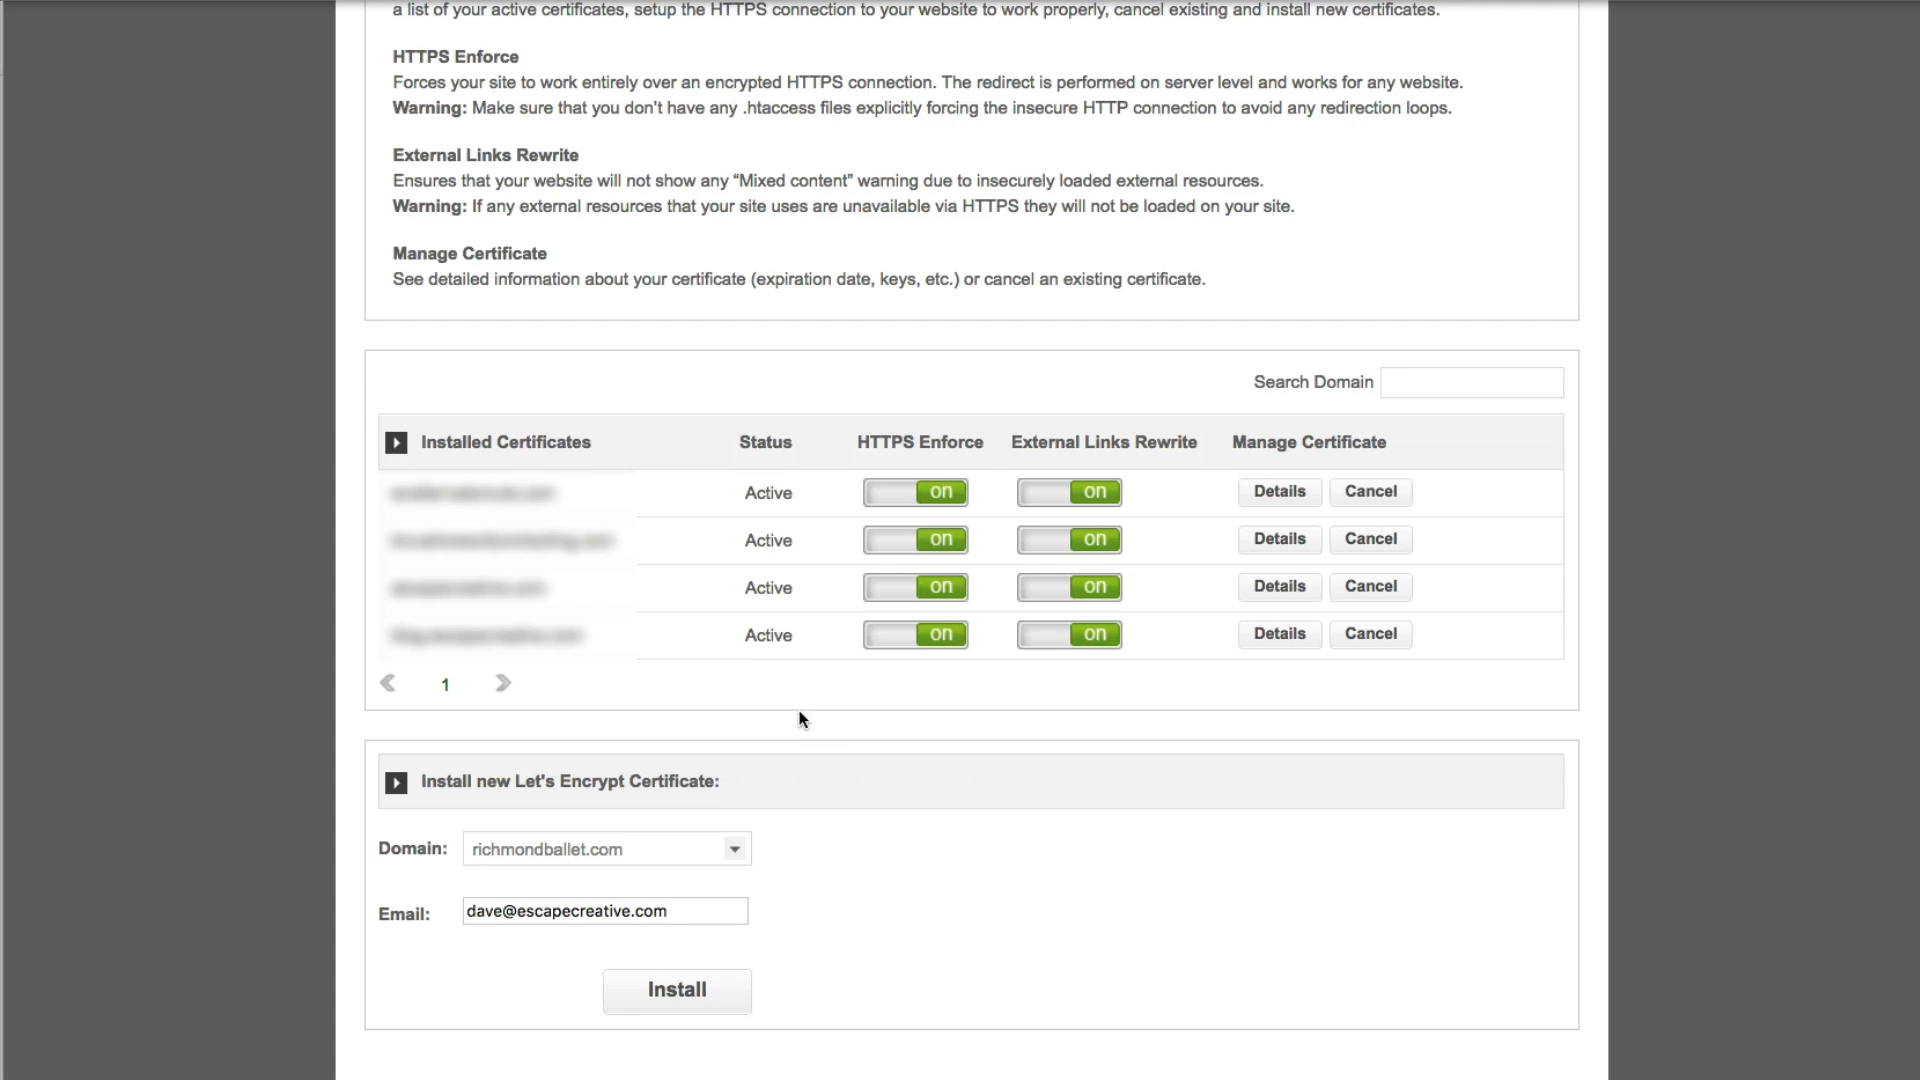 a list of your active certificates, setup the HTTPS connection to your website to work properly, cancel existing and install new certificates.
HTTPS Enforce
Forces your site to work entirely over an encrypted HTTPS connection. The redirect is performed on server level and works for any website.
Warning: Make sure that you don't have any .htaccess files explicitly forcing the insecure HTTP connection to avoid any redirection loops.
External Links Rewrite
Ensures that your website will not show any “Mixed content” warning due to insecurely loaded external resources.
Warning: If any external resources that your site uses are unavailable via HTTPS they will not be loaded on your site.
Manage Certificate
See detailed information about your certificate (expiration date, keys, etc.) or cancel an existing certificate.
Search Domain
Installed Certificates Status HTTPS Enforce External Links Rewrite Manage Certificate
Active on on Details Cancel
Active on on Details Cancel
Active on on Details Cancel
Active on on Details Cancel
1
Install new Let's Encrypt Certificate:
Domain: richmondballet.com
Email: dave@escapecreative.com
Install